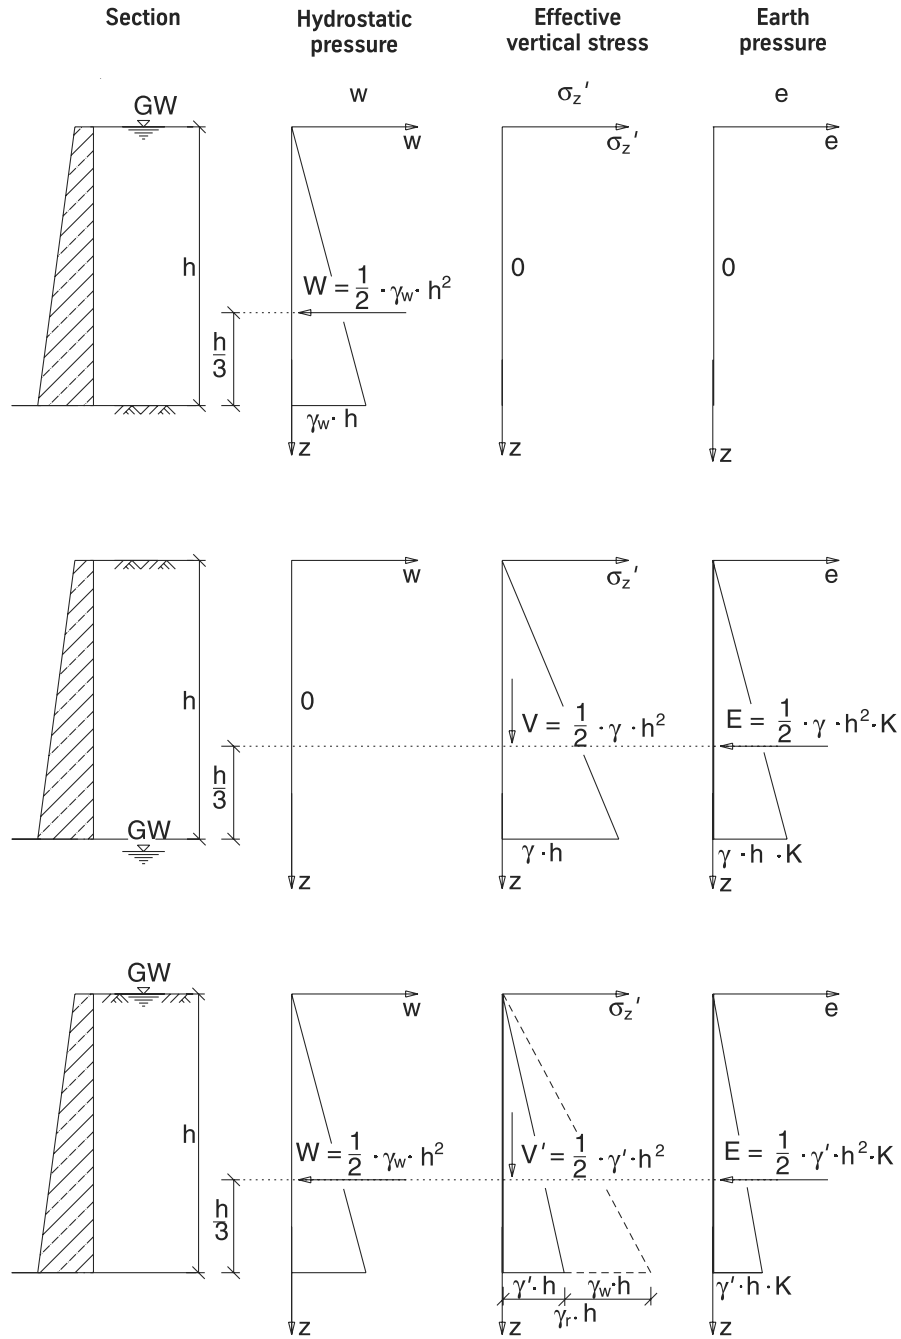 Section
Hydrostatic pressure
Effective vertical stress
Earth pressure
w
σz′
e
GW
w
σz′
e
h
0
0
W = 1/2 · γw · h²
h/3
γw · h
z
z
z
w
σz′
e
h
0
V = 1/2 · γ · h²
E = 1/2 · γ · h² · K
h/3
GW
γ · h
γ · h · K
z
z
z
GW
w
σz′
e
h
W = 1/2 · γw · h²
V′ = 1/2 · γ′ · h²
E = 1/2 · γ′ · h² · K
h/3
γ′ · h
γw · h
γ′ · h · K
γr · h
z
z
z